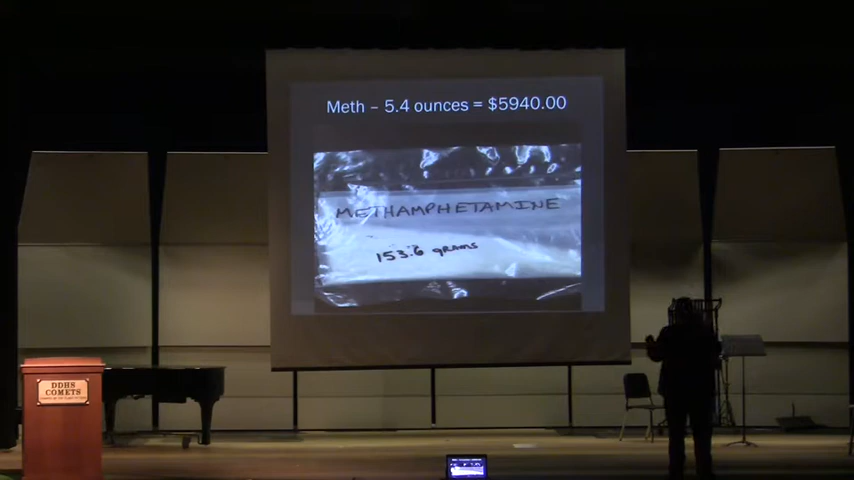 Meth – 5.4 ounces = $5940.00
METHAMPHETAMINE
153.6 grams
DDHS
COMETS